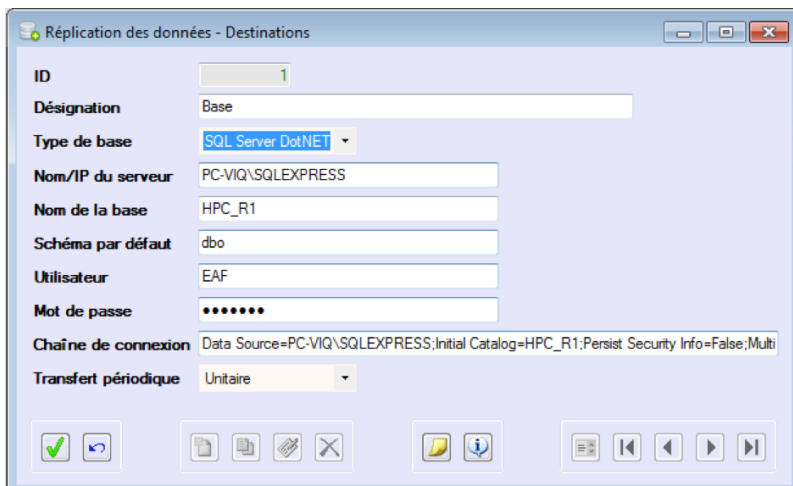 Réplication des données - Destinations
ID 1
Désignation Base
Type de base SQL Server DotNET
Nom/IP du serveur PC-VIQ\SQLEXPRESS
Nom de la base HPC_R1
Schéma par défaut dbo
Utilisateur EAF
Mot de passe •••••••
Chaîne de connexion Data Source=PC-VIQ\SQLEXPRESS;Initial Catalog=HPC_R1;Persist Security Info=False;Multi
Transfert périodique Unitaire